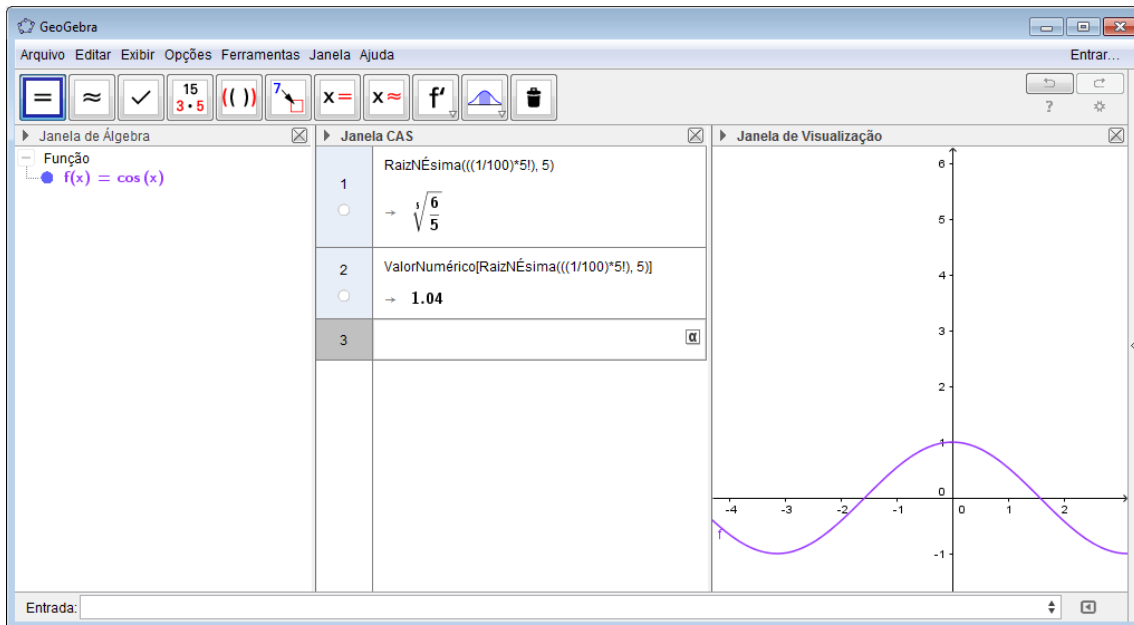 GeoGebra
Arquivo Editar Exibir Opções Ferramentas Janela Ajuda Entrar...
= ≈ ✓ 15 3·5 (( )) 7 x= x≈ f′
?
Janela de Álgebra
Função
f(x) = cos (x)
Janela CAS
1
RaizNÉsima(((1/100)*5!), 5)
→ ⁵√(6/5)
2
ValorNumérico[RaizNÉsima(((1/100)*5!), 5)]
→ 1.04
3
α
Janela de Visualização
6
5
4
3
2
1
0
-4 -3 -2 -1 0 1 2
f
-1
Entrada: